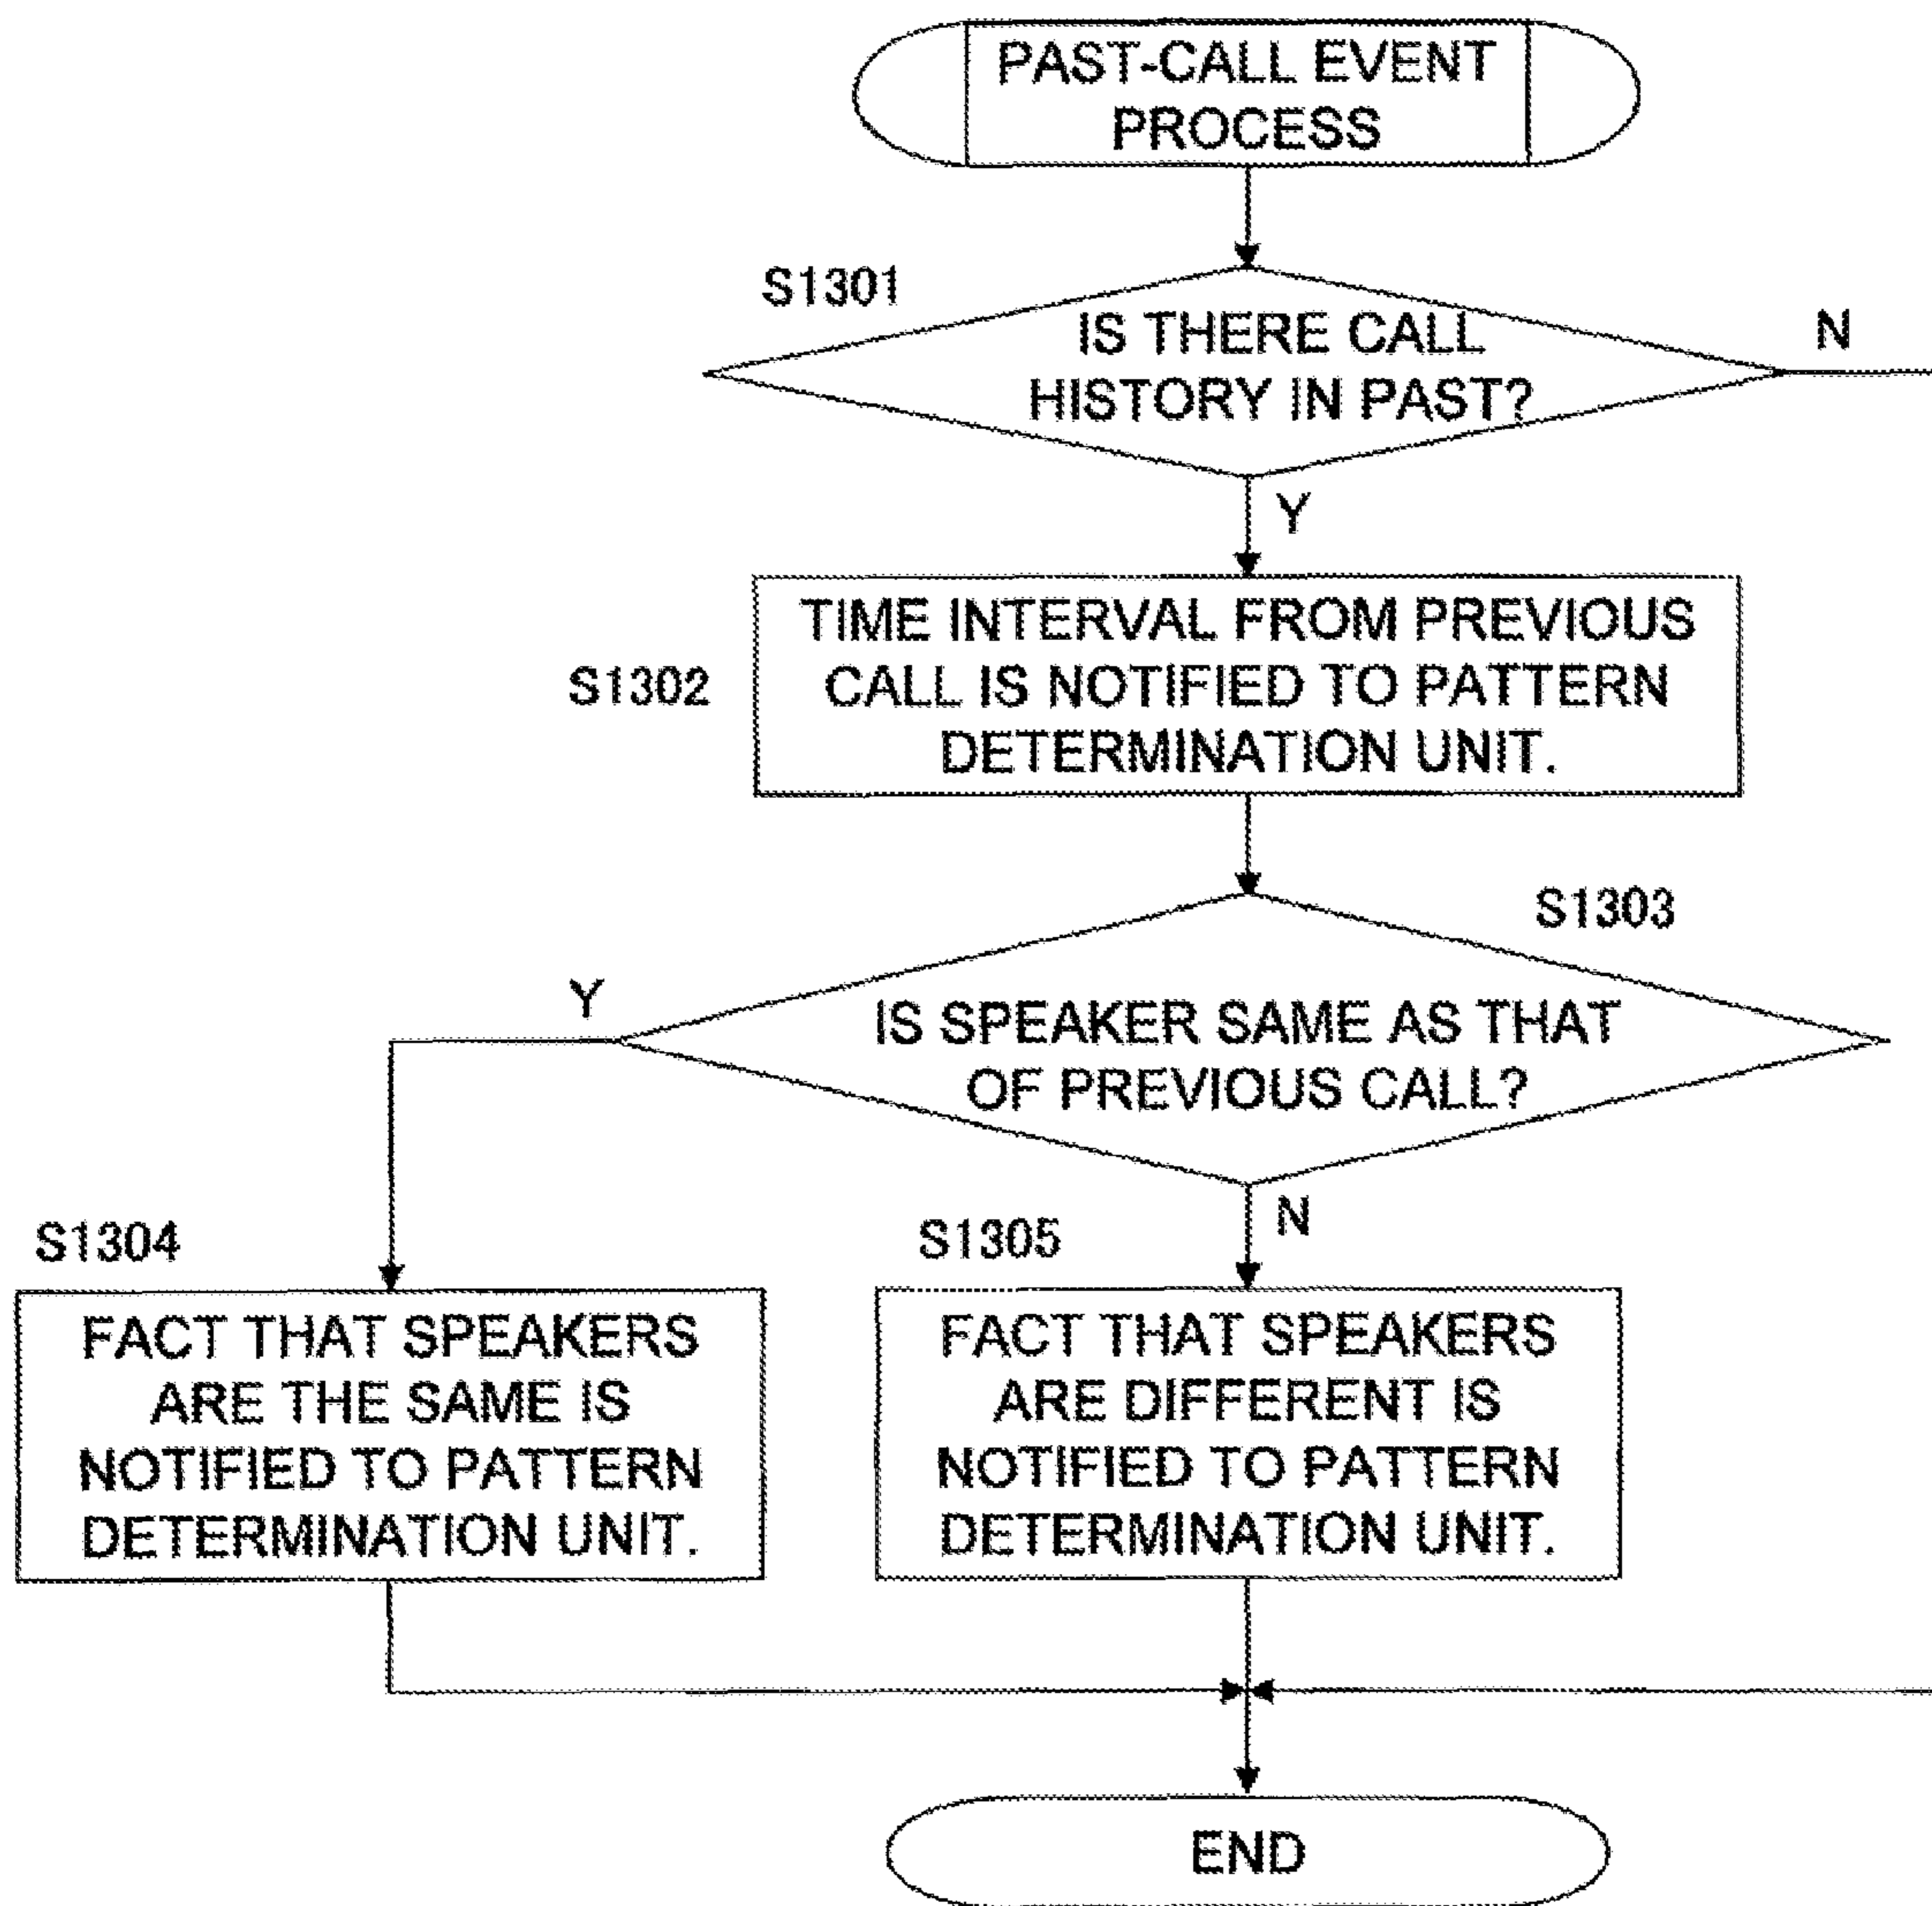 PAST-CALL EVENT
PROCESS
S1301
IS THERE CALL
HISTORY IN PAST?
N
Y
S1302
TIME INTERVAL FROM PREVIOUS
CALL IS NOTIFIED TO PATTERN
DETERMINATION UNIT.
S1303
Y
IS SPEAKER SAME AS THAT
OF PREVIOUS CALL?
N
S1304
FACT THAT SPEAKERS
ARE THE SAME IS
NOTIFIED TO PATTERN
DETERMINATION UNIT.
S1305
FACT THAT SPEAKERS
ARE DIFFERENT IS
NOTIFIED TO PATTERN
DETERMINATION UNIT.
END